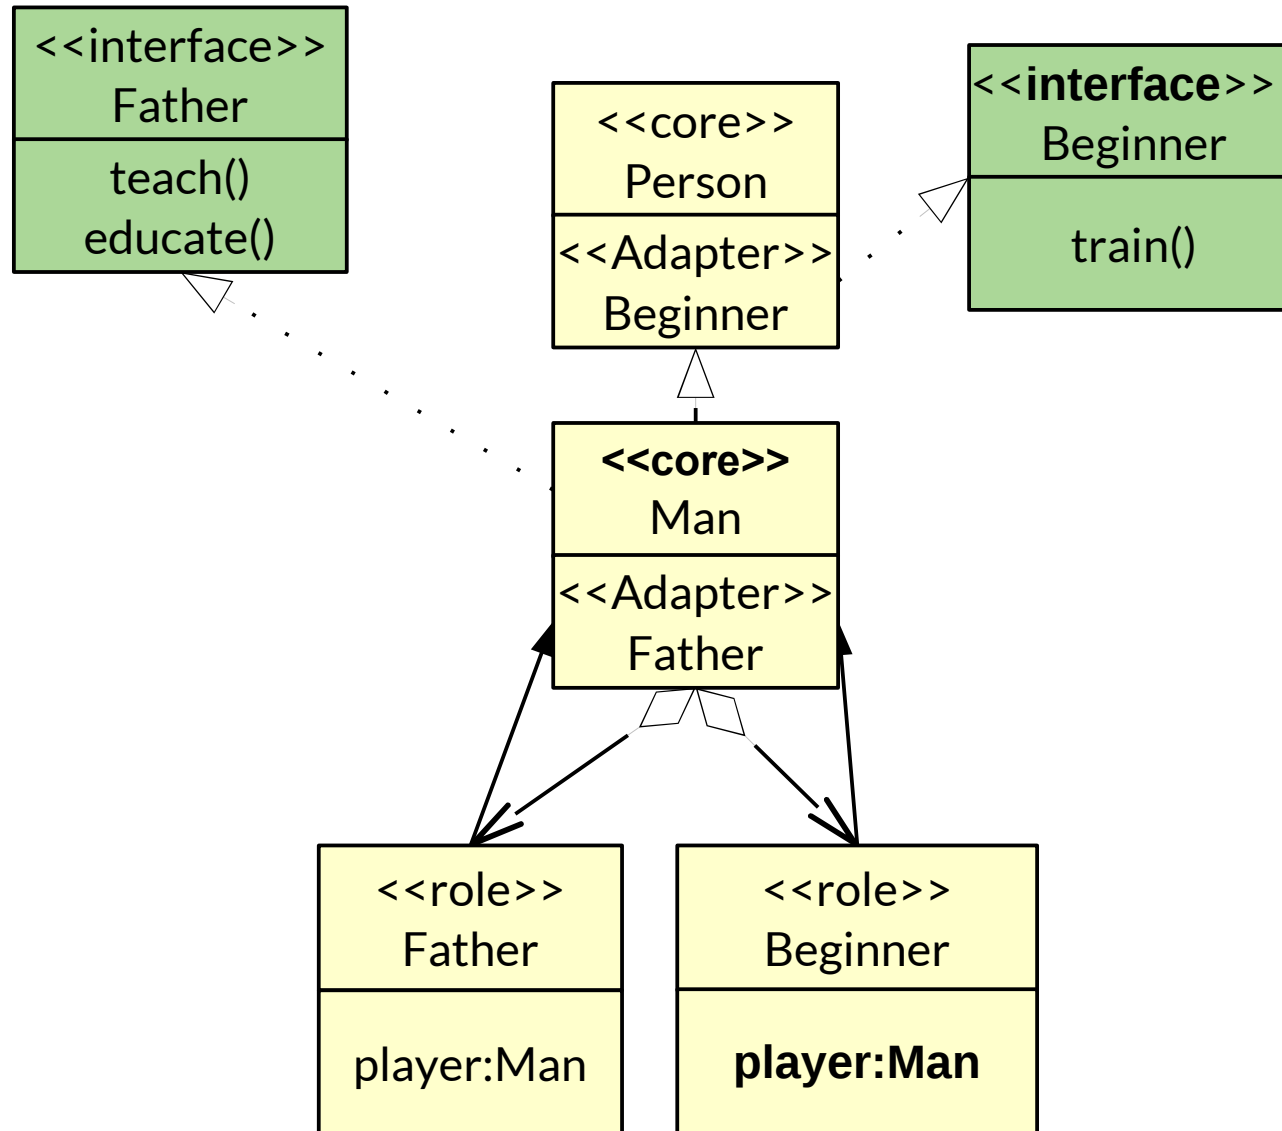 <<interface>>
Father
teach()
educate()
<<core>>
Person
<<Adapter>>
Beginner
<<interface>>
Beginner
train()
<<core>>
Man
<<Adapter>>
Father
<<role>>
Father
player:Man
<<role>>
Beginner
player:Man